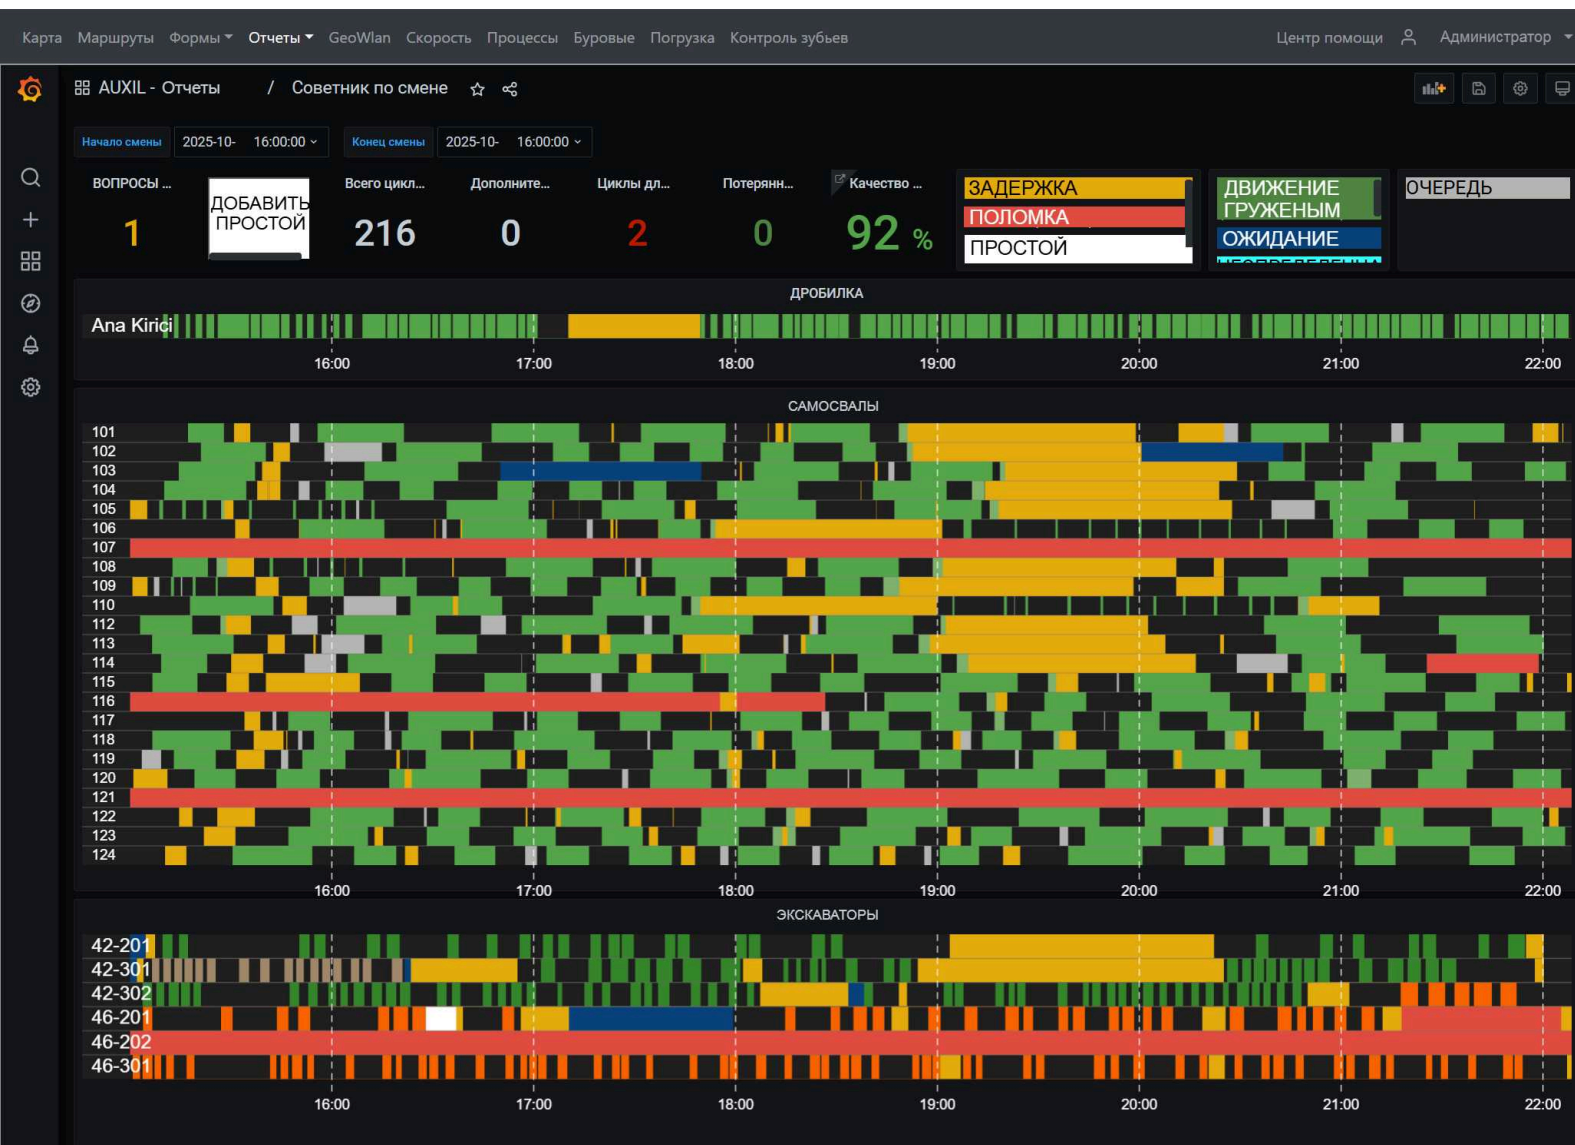 Карта Маршруты Формы Отчеты GeoWlan Скорость Процессы Буровые Погрузка Контроль зубьев Центр помощи Администратор
AUXIL - Отчеты / Советник по смене
Начало смены 2025-10- 16:00:00 Конец смены 2025-10- 16:00:00
ВОПРОСЫ ... ДОБАВИТЬ ПРОСТОЙ Всего цикл... Дополните... Циклы дл... Потерянн... Качество ...
1 216 0 2 0 92 %
ЗАДЕРЖКА
ПОЛОМКА
ПРОСТОЙ
ДВИЖЕНИЕ
ГРУЖЕНЫМ
ОЖИДАНИЕ
ОЧЕРЕДЬ
ДРОБИЛКА
Ana Kirici
16:00 17:00 18:00 19:00 20:00 21:00 22:00
САМОСВАЛЫ
101
102
103
104
105
106
107
108
109
110
112
113
114
115
116
117
118
119
120
121
122
123
124
16:00 17:00 18:00 19:00 20:00 21:00 22:00
ЭКСКАВАТОРЫ
42-201
42-301
42-302
46-201
46-202
46-301
16:00 17:00 18:00 19:00 20:00 21:00 22:00